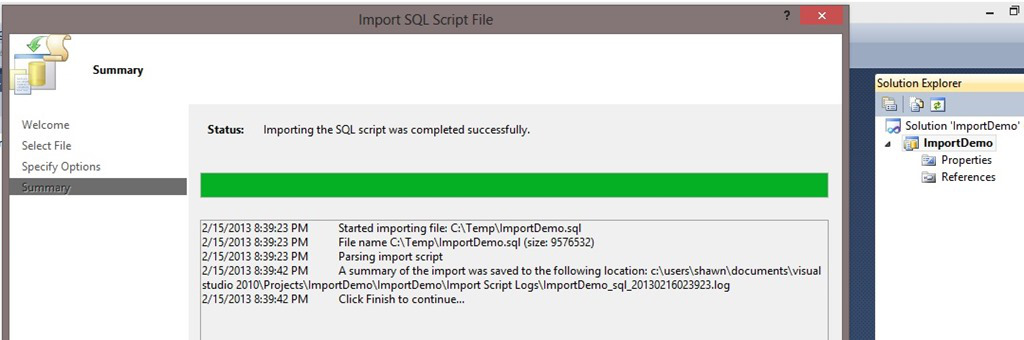 Import SQL Script File
?
Summary
Welcome
Select File
Specify Options
Summary
Status: Importing the SQL script was completed successfully.
2/15/2013 8:39:23 PM Started importing file: C:\Temp\ImportDemo.sql
2/15/2013 8:39:23 PM File name C:\Temp\ImportDemo.sql (size: 9576532)
2/15/2013 8:39:23 PM Parsing import script
2/15/2013 8:39:42 PM A summary of the import was saved to the following location: c:\users\shawn\documents\visual
studio 2010\Projects\ImportDemo\ImportDemo\Import Script Logs\ImportDemo_sql_20130216023923.log
2/15/2013 8:39:42 PM Click Finish to continue...
Solution Explorer
Solution 'ImportDemo'
ImportDemo
Properties
References